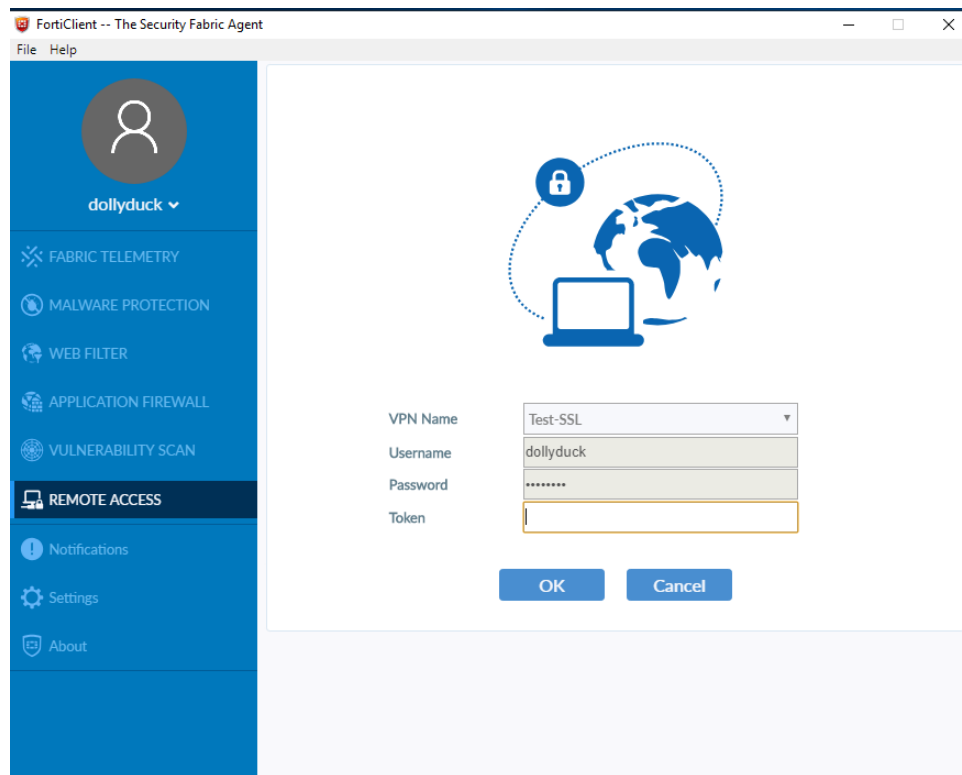 FortiClient -- The Security Fabric Agent
File Help
dollyduck
FABRIC TELEMETRY
MALWARE PROTECTION
WEB FILTER
APPLICATION FIREWALL
VULNERABILITY SCAN
REMOTE ACCESS
Notifications
Settings
About
VPN Name Test-SSL
Username dollyduck
Password ••••••••
Token
OK Cancel